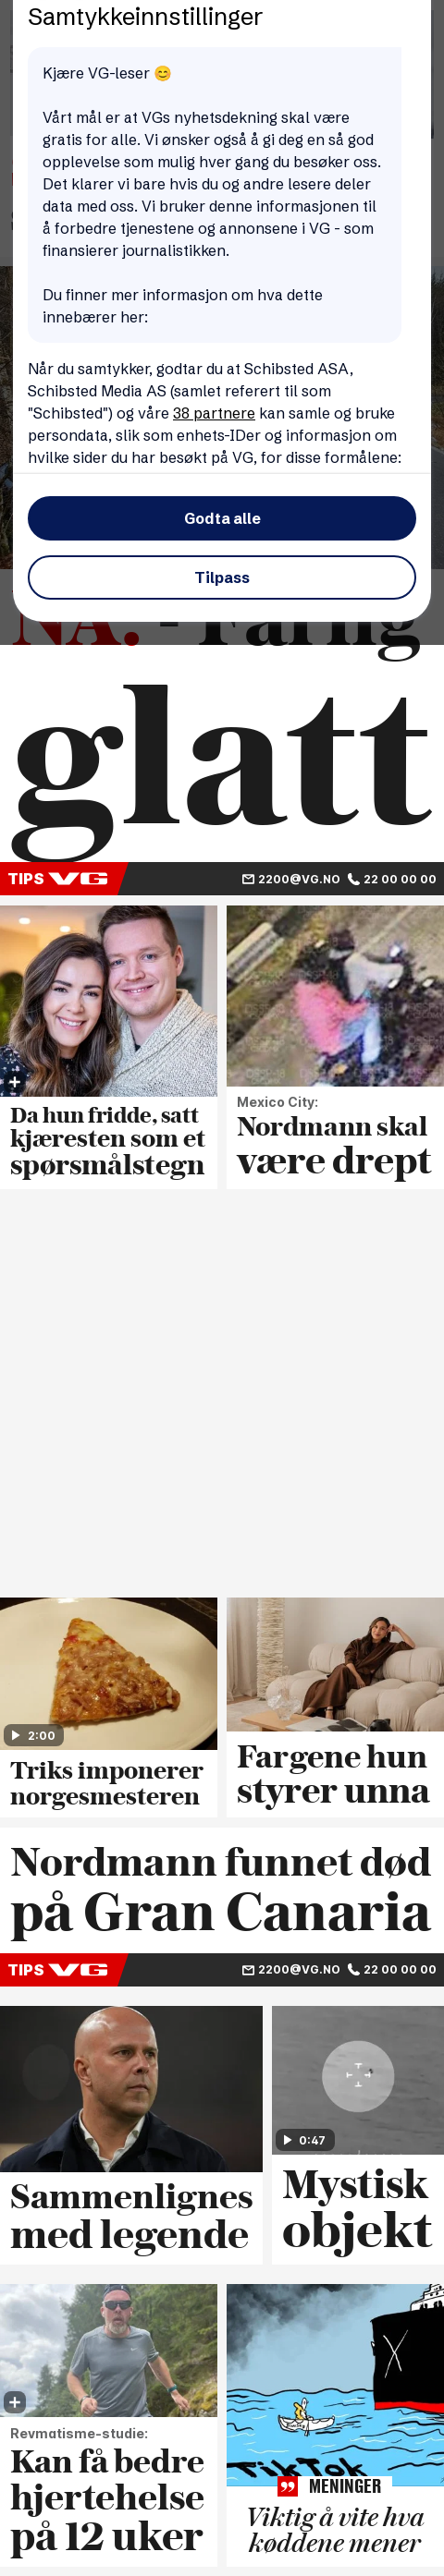 Samtykkeinnstillinger
Kjære VG-leser 😊
Vårt mål er at VGs nyhetsdekning skal være
gratis for alle. Vi ønsker også å gi deg en så god
opplevelse som mulig hver gang du besøker oss.
Det klarer vi bare hvis du og andre lesere deler
data med oss. Vi bruker denne informasjonen til
å forbedre tjenestene og annonsene i VG - som
finansierer journalistikken.
Du finner mer informasjon om hva dette
innebærer her:
Når du samtykker, godtar du at Schibsted ASA,
Schibsted Media AS (samlet referert til som
"Schibsted") og våre 38 partnere kan samle og bruke
persondata, slik som enhets-IDer og informasjon om
hvilke sider du har besøkt på VG, for disse formålene:
Godta alle
Tilpass
NÅ: - Farlig
glatt
TIPS VG 2200@VG.NO 22 00 00 00
Da hun fridde, satt
kjæresten som et
spørsmålstegn
Mexico City:
Nordmann skal
være drept
2:00
Triks imponerer
norgesmesteren
Fargene hun
styrer unna
Nordmann funnet død
på Gran Canaria
TIPS VG 2200@VG.NO 22 00 00 00
Sammenlignes
med legende
0:47
Mystisk
objekt
Revmatisme-studie:
Kan få bedre
hjertehelse
på 12 uker
TikTok
MENINGER
Viktig å vite hva
køddene mener